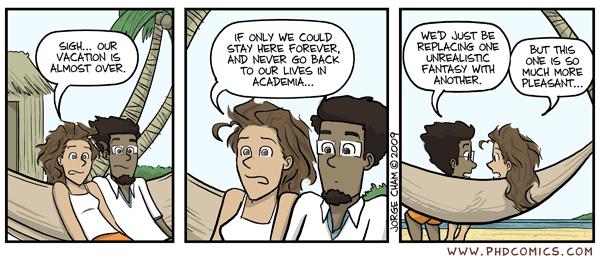 SIGH... OUR
VACATION IS
ALMOST OVER.
IF ONLY WE COULD
STAY HERE FOREVER,
AND NEVER GO BACK
TO OUR LIVES IN
ACADEMIA...
JORGE CHAM © 2009
WE'D JUST BE
REPLACING ONE
UNREALISTIC
FANTASY WITH
ANOTHER.
BUT THIS
ONE IS SO
MUCH MORE
PLEASANT...
WWW.PHDCOMICS.COM